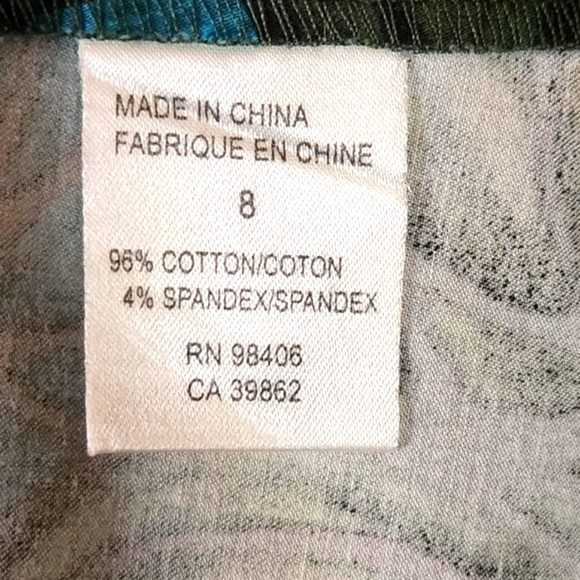 MADE IN CHINA
FABRIQUE EN CHINE
8
96% COTTON/COTON
4% SPANDEX/SPANDEX
RN 98406
CA 39862